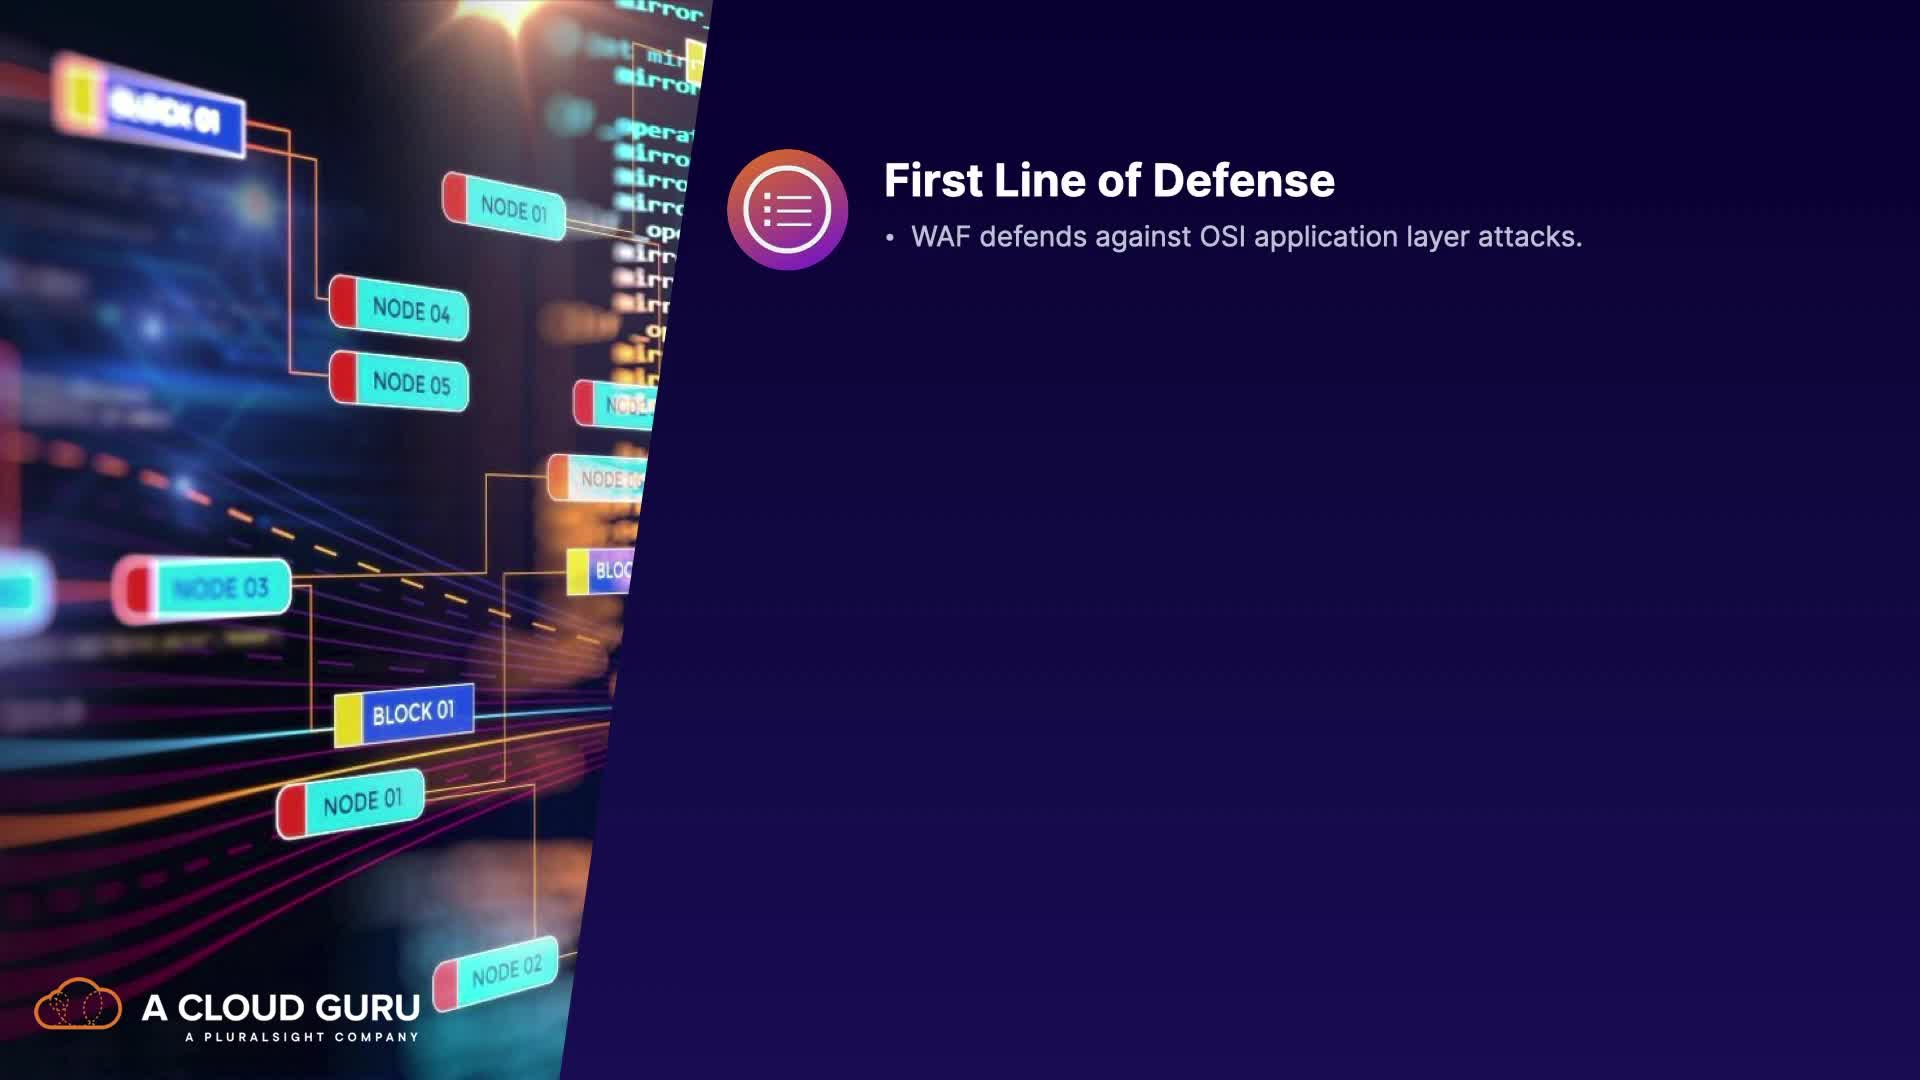 BLOCK 01
NODE 01
NODE 04
NODE 05
NODE 03
BLOCK 01
NODE 01
NODE 02
A CLOUD GURU
A PLURALSIGHT COMPANY
First Line of Defense
• WAF defends against OSI application layer attacks.